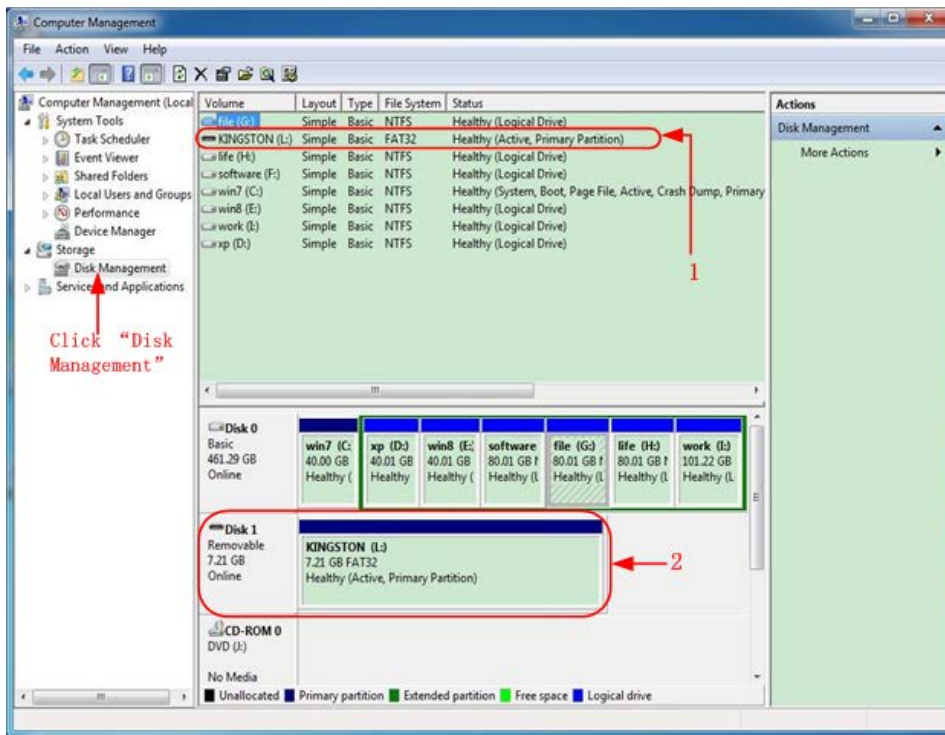 Computer Management
File Action View Help
Computer Management (Local
System Tools
Task Scheduler
Event Viewer
Shared Folders
Local Users and Groups
Performance
Device Manager
Storage
Disk Management
Services and Applications
Click “Disk
Management”
Volume Layout Type File System Status
file (G:) Simple Basic NTFS Healthy (Logical Drive)
KINGSTON (L:) Simple Basic FAT32 Healthy (Active, Primary Partition)
life (H:) Simple Basic NTFS Healthy (Logical Drive)
software (F:) Simple Basic NTFS Healthy (Logical Drive)
win7 (C:) Simple Basic NTFS Healthy (System, Boot, Page File, Active, Crash Dump, Primary
win8 (E:) Simple Basic NTFS Healthy (Logical Drive)
work (I:) Simple Basic NTFS Healthy (Logical Drive)
xp (D:) Simple Basic NTFS Healthy (Logical Drive)
1
Disk 0
Basic
461.29 GB
Online
win7 (C:
40.00 GB
Healthy (
xp (D:)
40.01 GB
Healthy
win8 (E:
40.01 GB
Healthy (
software
80.01 GB
Healthy (L
file (G:)
80.01 GB
Healthy (L
life (H:)
80.01 GB
Healthy (L
work (I:)
101.22 GB
Healthy (L
Disk 1
Removable
7.21 GB
Online
KINGSTON (L:)
7.21 GB FAT32
Healthy (Active, Primary Partition)
2
CD-ROM 0
DVD (J:)
No Media
Unallocated Primary partition Extended partition Free space Logical drive
Actions
Disk Management
More Actions